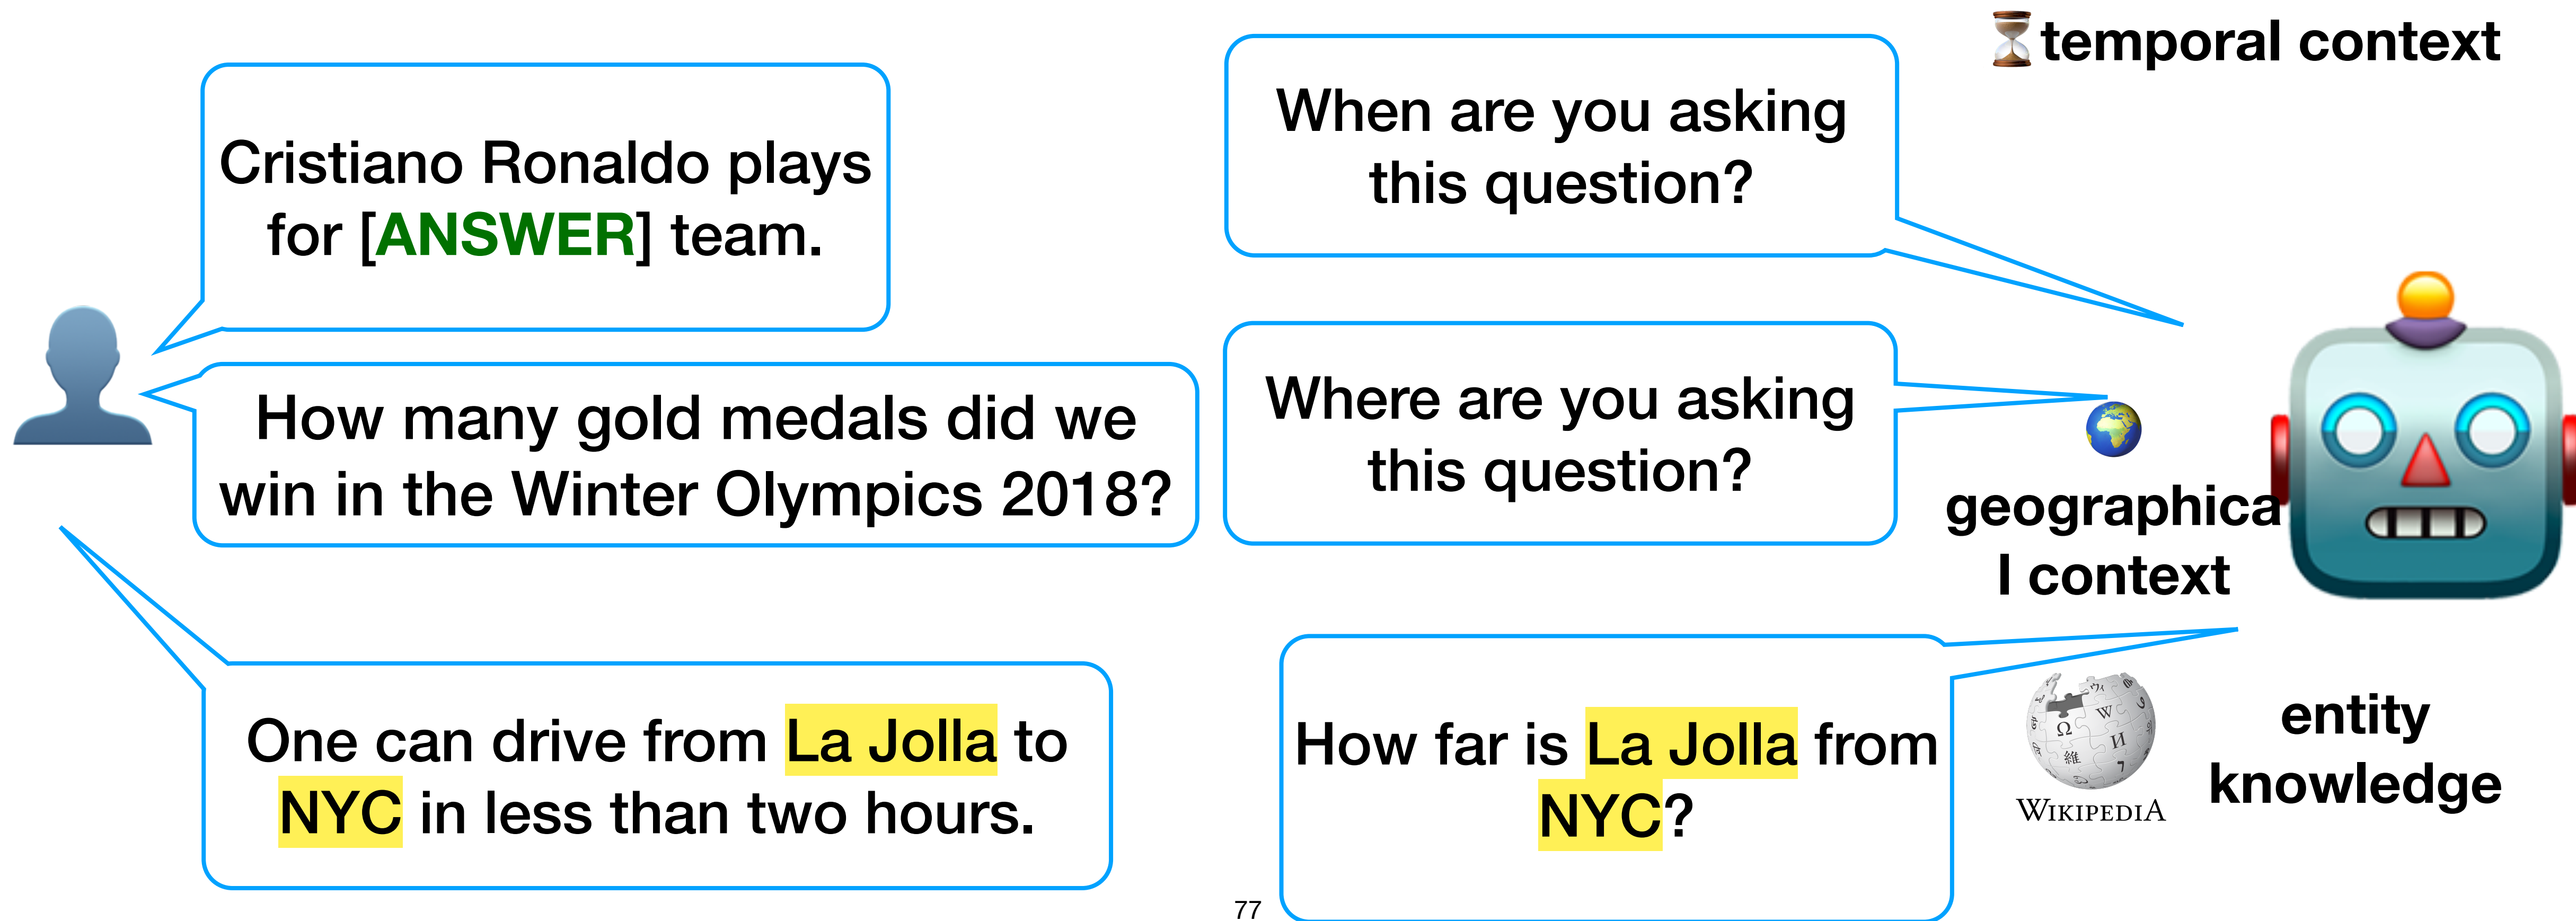 ⏳temporal context
Cristiano Ronaldo plays
for [ANSWER] team.
When are you asking
this question?
How many gold medals did we
win in the Winter Olympics 2018?
Where are you asking
this question?
geographica
l context
One can drive from La Jolla to
NYC in less than two hours.
How far is La Jolla from
NYC?
Ω W И 維 7
WIKIPEDIA
entity
knowledge
77